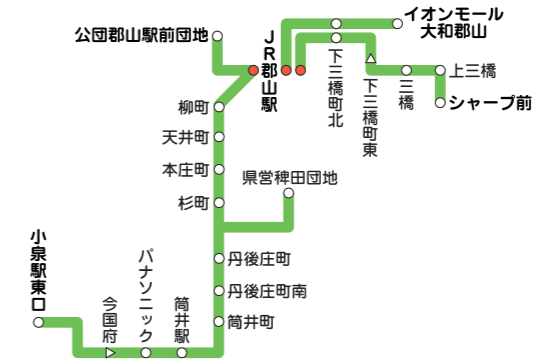 公団郡山駅前団地
JR郡山駅
イオンモール
大和郡山
下三橋町北
下三橋町東
三橋
上三橋
シャープ前
柳町
天井町
本庄町
杉町
県営稗田団地
丹後庄町
丹後庄町南
筒井町
筒井駅
パナソニック
今国府
小泉駅東口